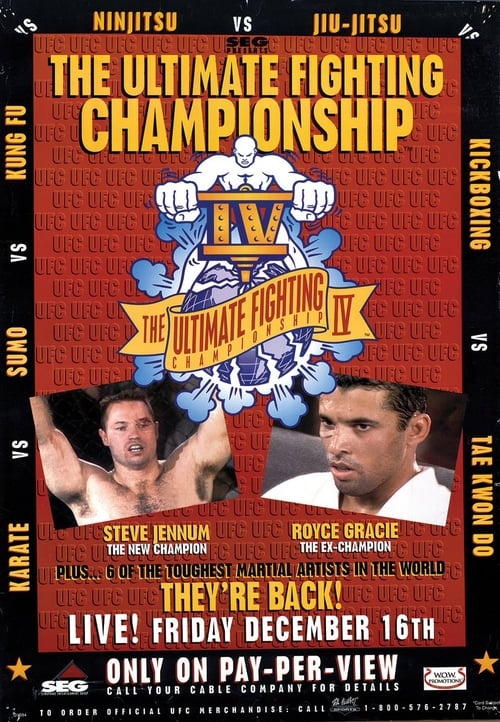 NINJITSU VS JIU-JITSU VS
KICKBOXING VS TAE KWON DO
KARATE VS SUMO VS KUNG FU VS
SEG
PRESENTS
THE ULTIMATE FIGHTING
CHAMPIONSHIP™
IV
THE ULTIMATE FIGHTING IV
CHAMPIONSHIP
STEVE JENNUM
THE NEW CHAMPION
ROYCE GRACIE
THE EX-CHAMPION
PLUS... 6 OF THE TOUGHEST MARTIAL ARTISTS IN THE WORLD
THEY'RE BACK!
LIVE! FRIDAY DECEMBER 16TH
SEG
ONLY ON PAY-PER-VIEW
CALL YOUR CABLE COMPANY FOR DETAILS
W.O.W.
PROMOTIONS
TO ORDER OFFICIAL UFC MERCHANDISE: CALL 1-800-576-2787